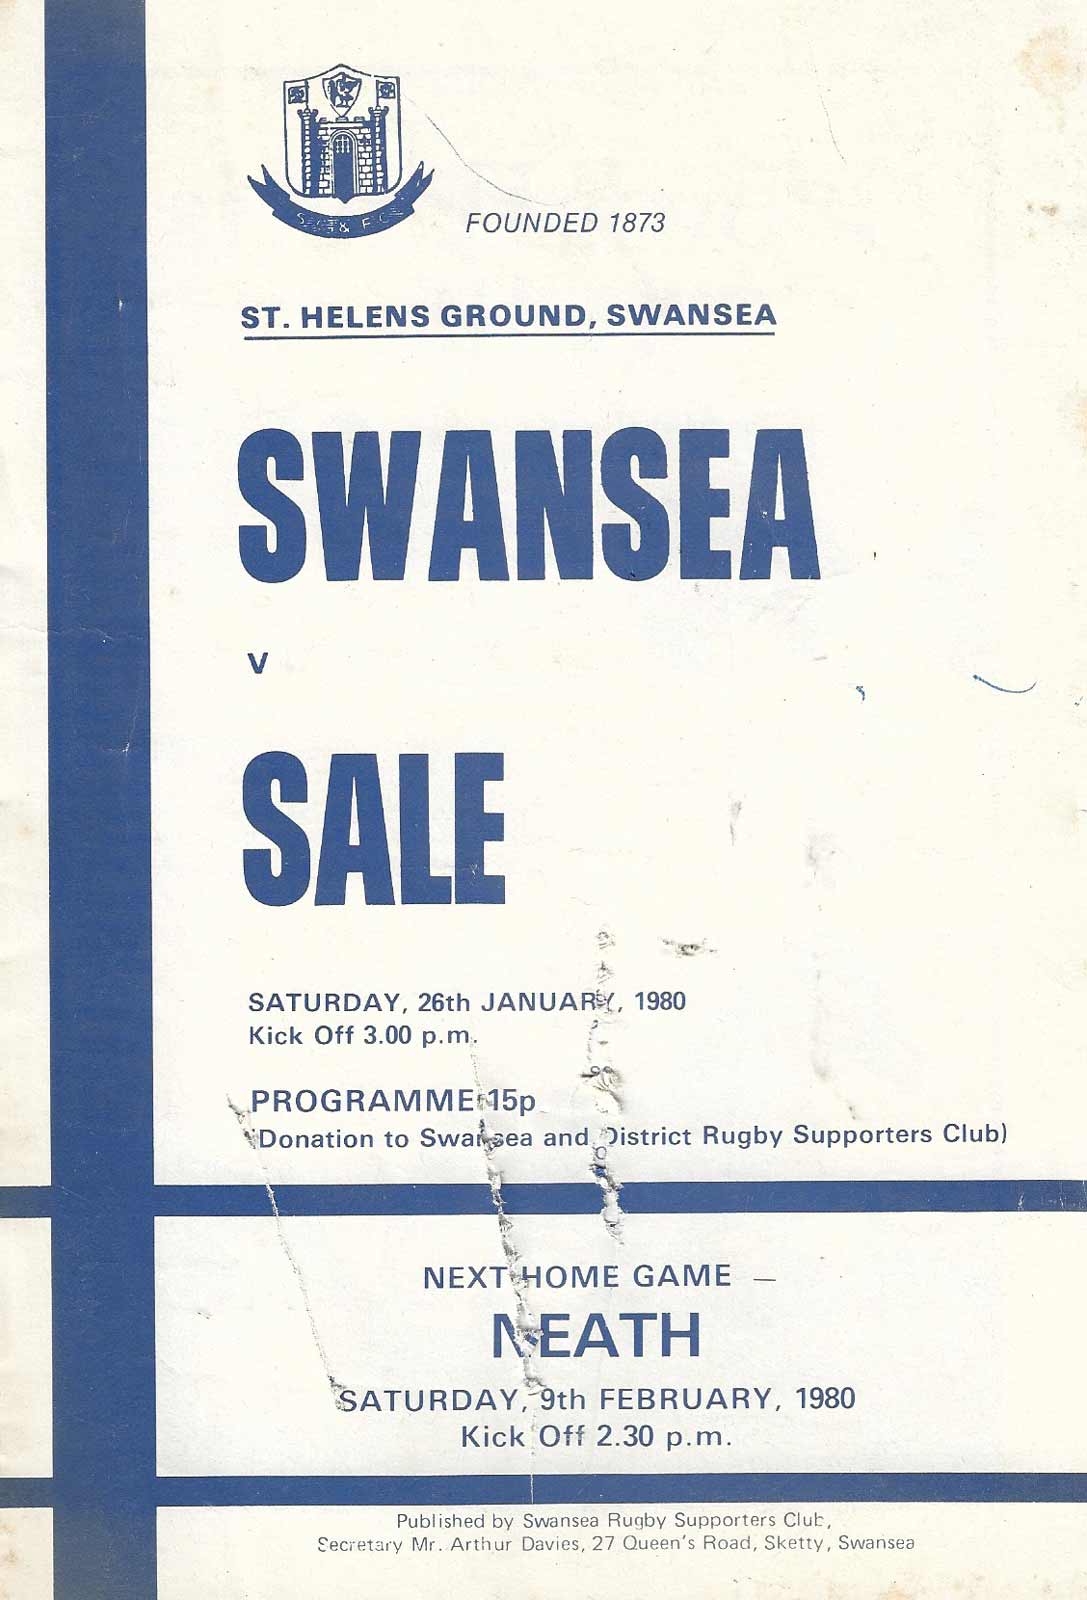 S & F C
FOUNDED 1873
ST. HELENS GROUND, SWANSEA
SWANSEA
v
SALE
SATURDAY, 26th JANUARY, 1980
Kick Off 3.00 p.m.
PROGRAMME 15p
(Donation to Swansea and District Rugby Supporters Club)
NEXT HOME GAME —
NEATH
SATURDAY, 9th FEBRUARY, 1980
Kick Off 2.30 p.m.
Published by Swansea Rugby Supporters Club,
Secretary Mr. Arthur Davies, 27 Queen's Road, Sketty, Swansea